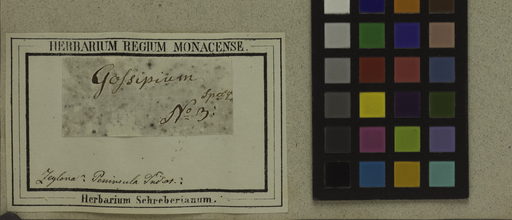 HERBARIUM REGIUM MONACENSE.
Gossipium
Spec:
No 3:
Zeylona: Peninsula Indiae:
Herbarium Schreberianum.